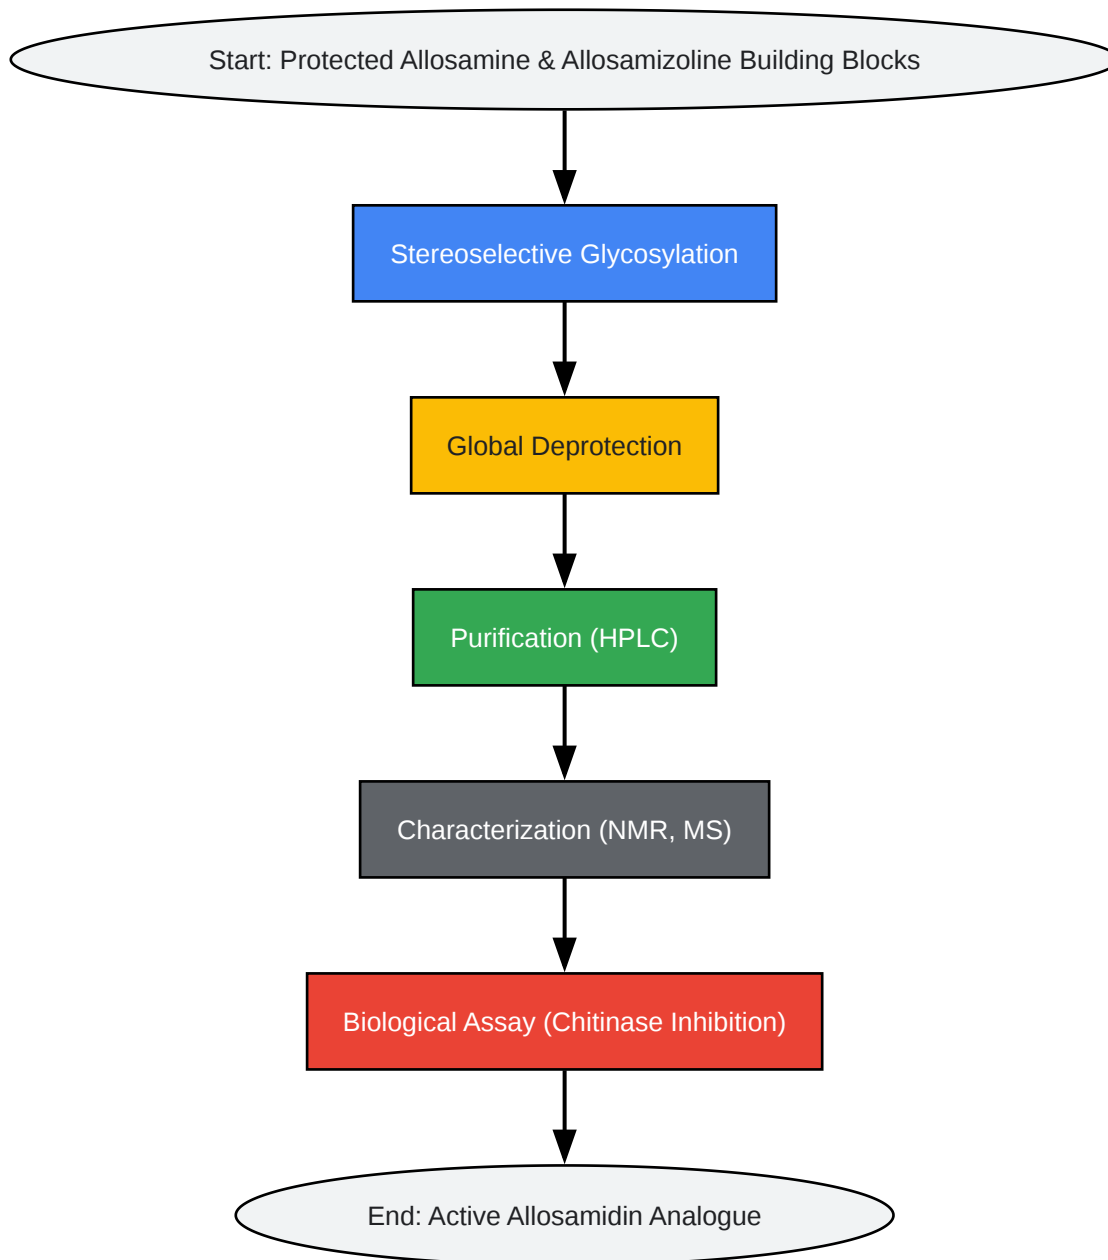 Start: Protected Allosamine & Allosamizoline Building Blocks
Stereoselective Glycosylation
Global Deprotection
Purification (HPLC)
Characterization (NMR, MS)
Biological Assay (Chitinase Inhibition)
End: Active Allosamidin Analogue